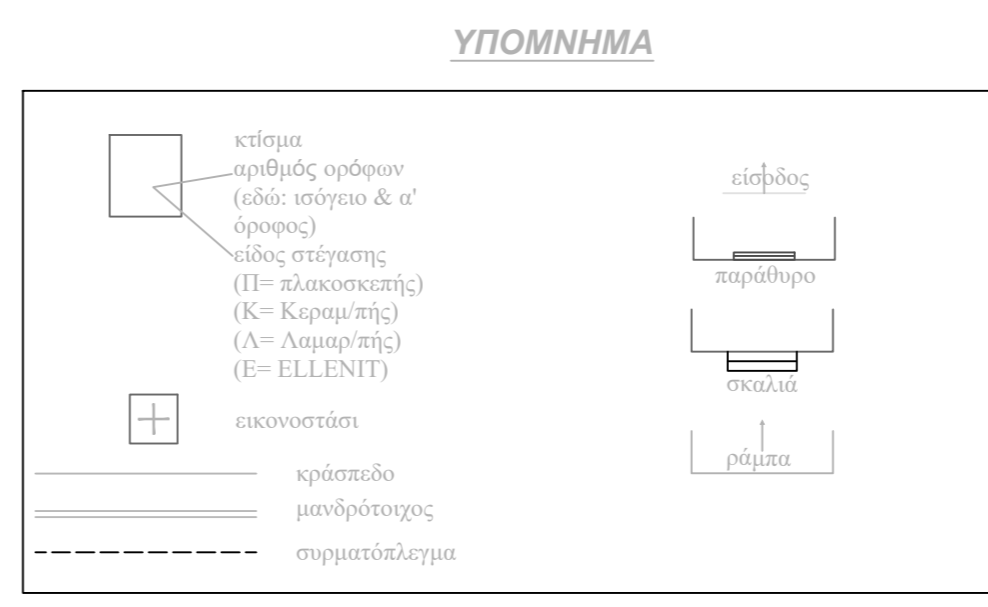 ΥΠΟΜΝΗΜΑ
κτίσμα
αριθμός ορόφων
(εδώ: ισόγειο & α'
όροφος)
είδος στέγασης
(Π= πλακοσκεπής)
(Κ= Κεραμ/πής)
(Λ= Λαμαρ/πής)
(Ε= ELLENIT)
εικονοστάσι
κράσπεδο
μανδρότοιχος
συρματόπλεγμα
είσοδος
παράθυρο
σκαλιά
ράμπα